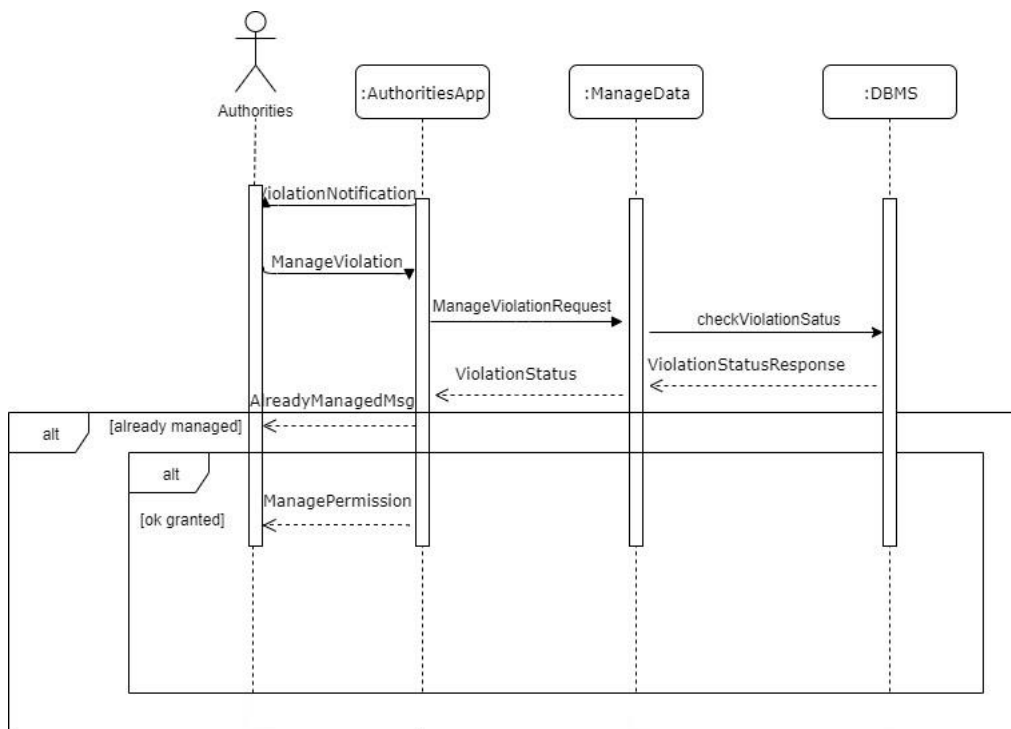 Authorities
:AuthoritiesApp
:ManageData
:DBMS
ViolationNotification
ManageViolation
ManageViolationRequest
checkViolationSatus
ViolationStatusResponse
ViolationStatus
AlreadyManagedMsg
alt
[already managed]
alt
ManagePermission
[ok granted]